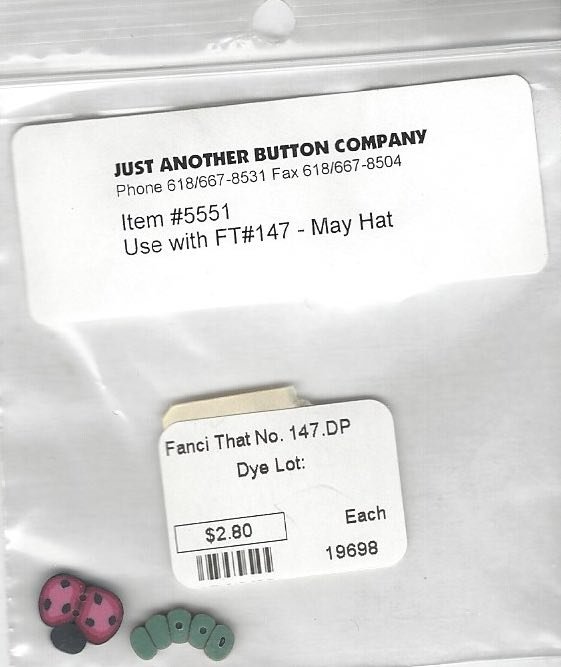 JUST ANOTHER BUTTON COMPANY
Phone 618/667-8531 Fax 618/667-8504
Item #5551
Use with FT#147 - May Hat
Fanci That No. 147.DP
Dye Lot:
$2.80 Each
19698